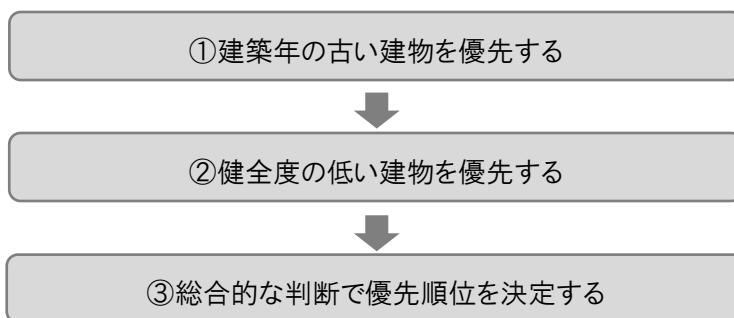 ①建築年の古い建物を優先する
②健全度の低い建物を優先する
③総合的な判断で優先順位を決定する